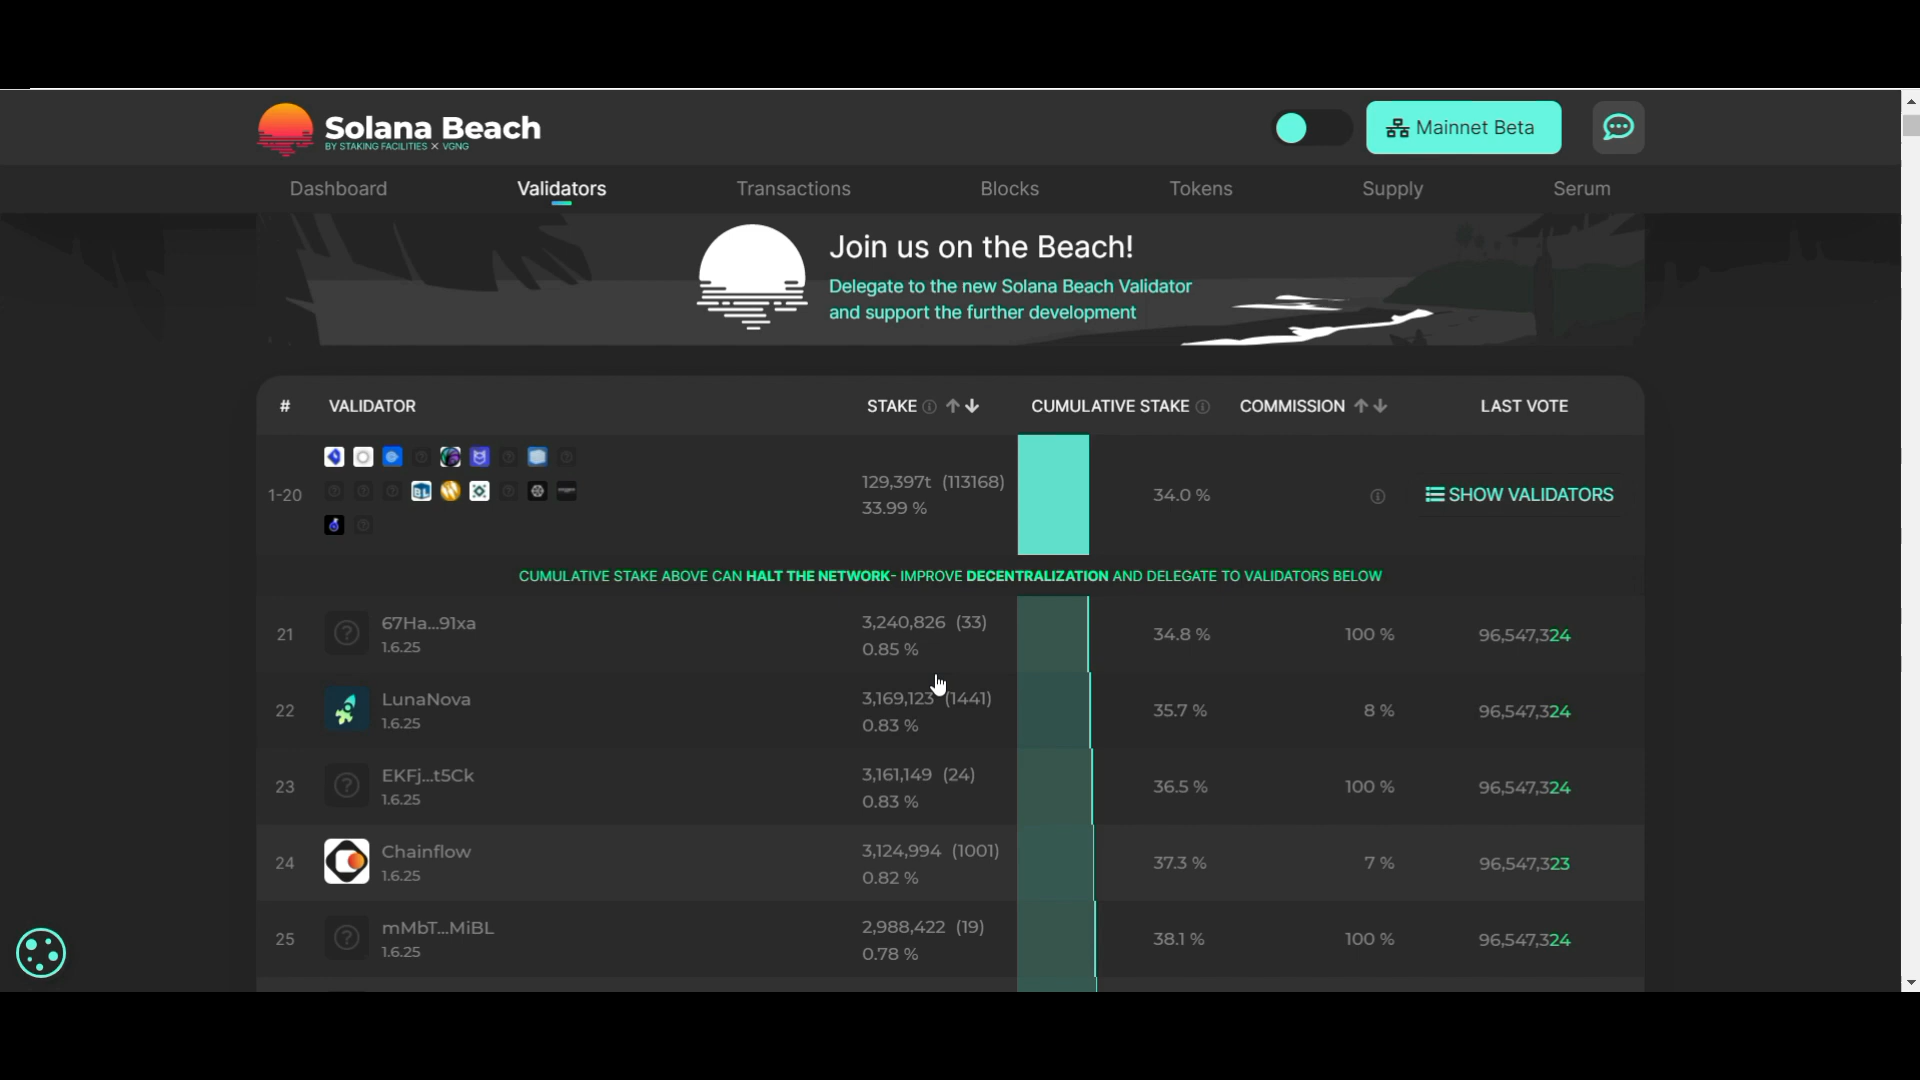 Solana Beach
BY STAKING FACILITIES X VGNG
Mainnet Beta
Dashboard Validators Transactions Blocks Tokens Supply Serum
Join us on the Beach!
Delegate to the new Solana Beach Validator
and support the further development
# VALIDATOR STAKE CUMULATIVE STAKE COMMISSION LAST VOTE
BL
1-20 129,397t (113168) 34.0 % SHOW VALIDATORS
33.99 %
CUMULATIVE STAKE ABOVE CAN HALT THE NETWORK- IMPROVE DECENTRALIZATION AND DELEGATE TO VALIDATORS BELOW
21 67Ha...91xa 3,240,826 (33) 34.8 % 100 % 96,547,324
1.6.25 0.85 %
22 LunaNova 3,169,123 (1441) 35.7 % 8 % 96,547,324
1.6.25 0.83 %
23 EKFj...t5Ck 3,161,149 (24) 36.5 % 100 % 96,547,324
1.6.25 0.83 %
24 Chainflow 3,124,994 (1001) 37.3 % 7 % 96,547,323
1.6.25 0.82 %
25 mMbT...MiBL 2,988,422 (19) 38.1 % 100 % 96,547,324
1.6.25 0.78 %